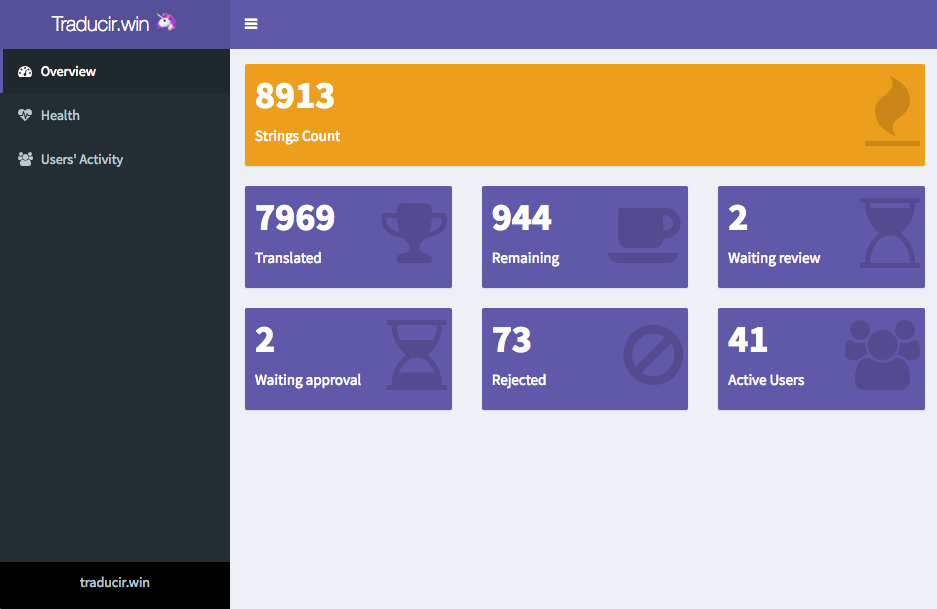 Traducir.win 🦄
Overview
Health
Users' Activity
8913
Strings Count
7969
Translated
944
Remaining
2
Waiting review
2
Waiting approval
73
Rejected
41
Active Users
traducir.win